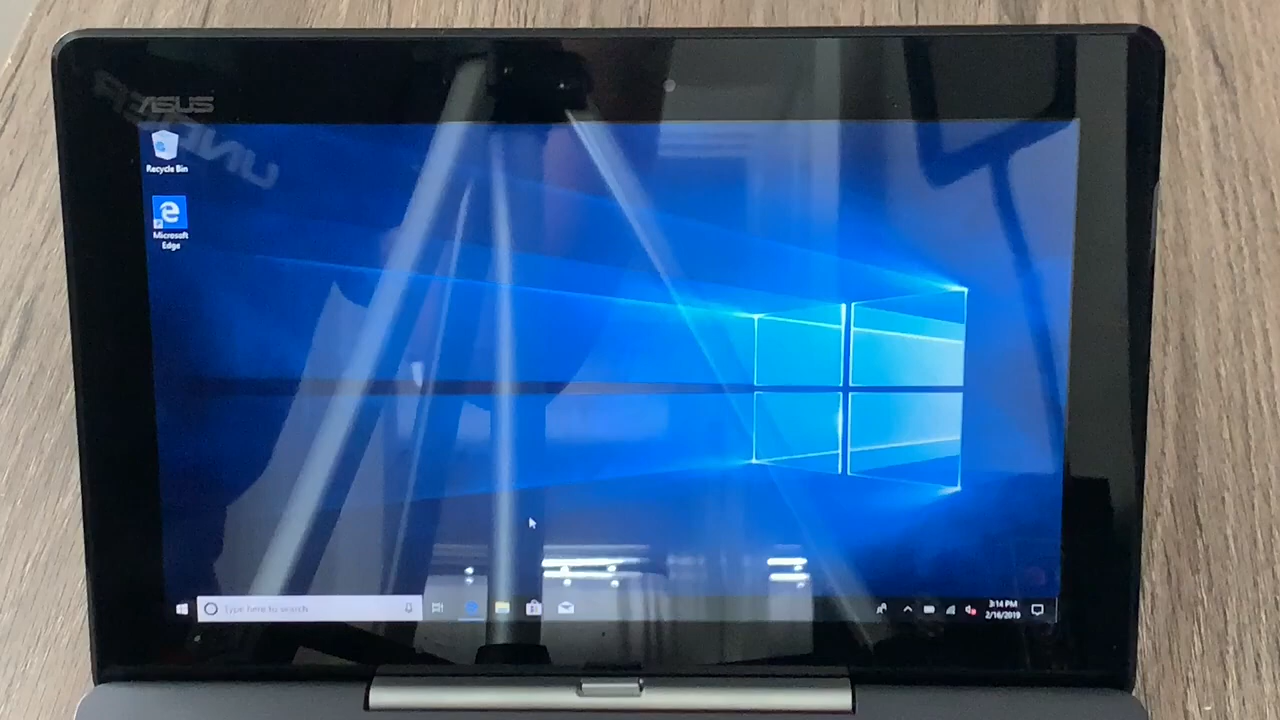 ASUS
Recycle Bin
Microsoft
Edge
Type here to search
3:14 PM
2/16/2019